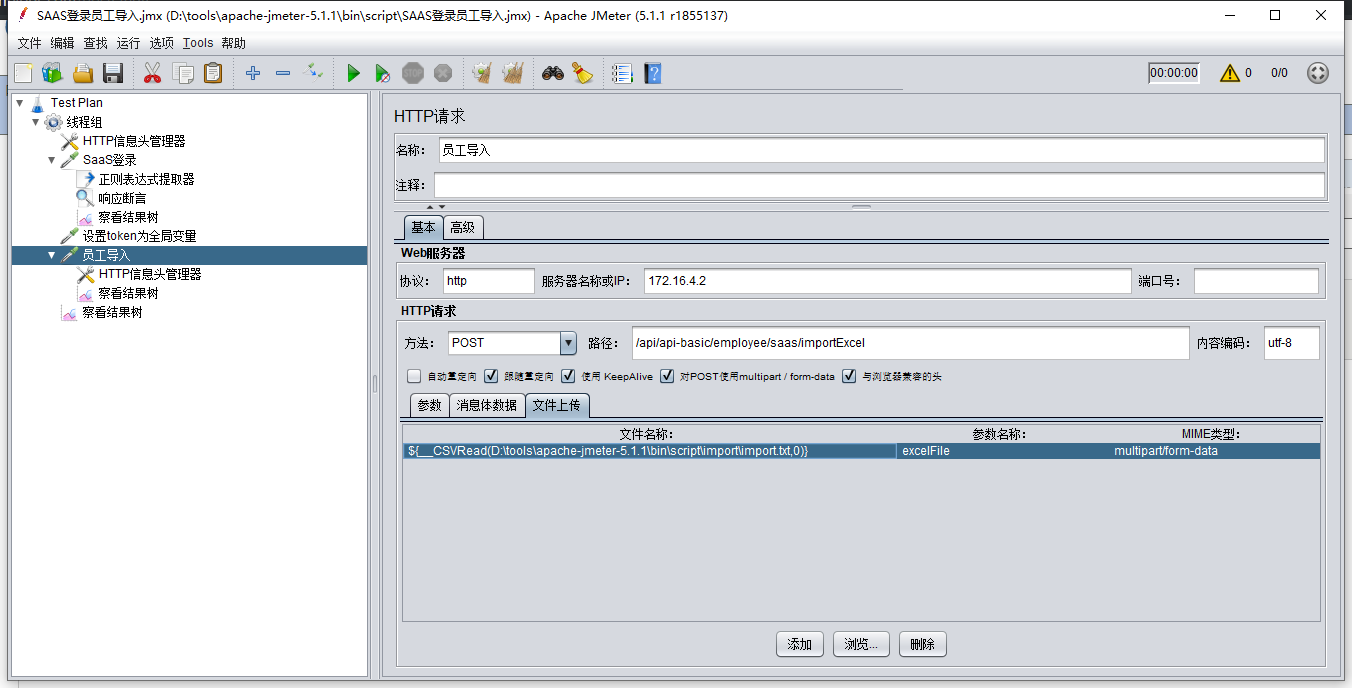 SAAS登录员工导入.jmx (D:\tools\apache-jmeter-5.1.1\bin\script\SAAS登录员工导入.jmx) - Apache JMeter (5.1.1 r1855137)
文件 编辑 查找 运行 选项 Tools 帮助
STOP 00:00:00 0 0/0
Test Plan
线程组
HTTP信息头管理器
SaaS登录
正则表达式提取器
响应断言
察看结果树
设置token为全局变量
员工导入
HTTP信息头管理器
察看结果树
察看结果树
HTTP请求
名称: 员工导入
注释:
基本 高级
Web服务器
协议: http 服务器名称或IP: 172.16.4.2 端口号:
HTTP请求
方法: POST 路径: /api/api-basic/employee/saas/importExcel 内容编码: utf-8
自动重定向 跟随重定向 使用 KeepAlive 对POST使用multipart / form-data 与浏览器兼容的头
参数 消息体数据 文件上传
文件名称: 参数名称: MIME类型:
${__CSVRead(D:\tools\apache-jmeter-5.1.1\bin\script\import\import.txt,0)} excelFile multipart/form-data
添加 浏览... 删除